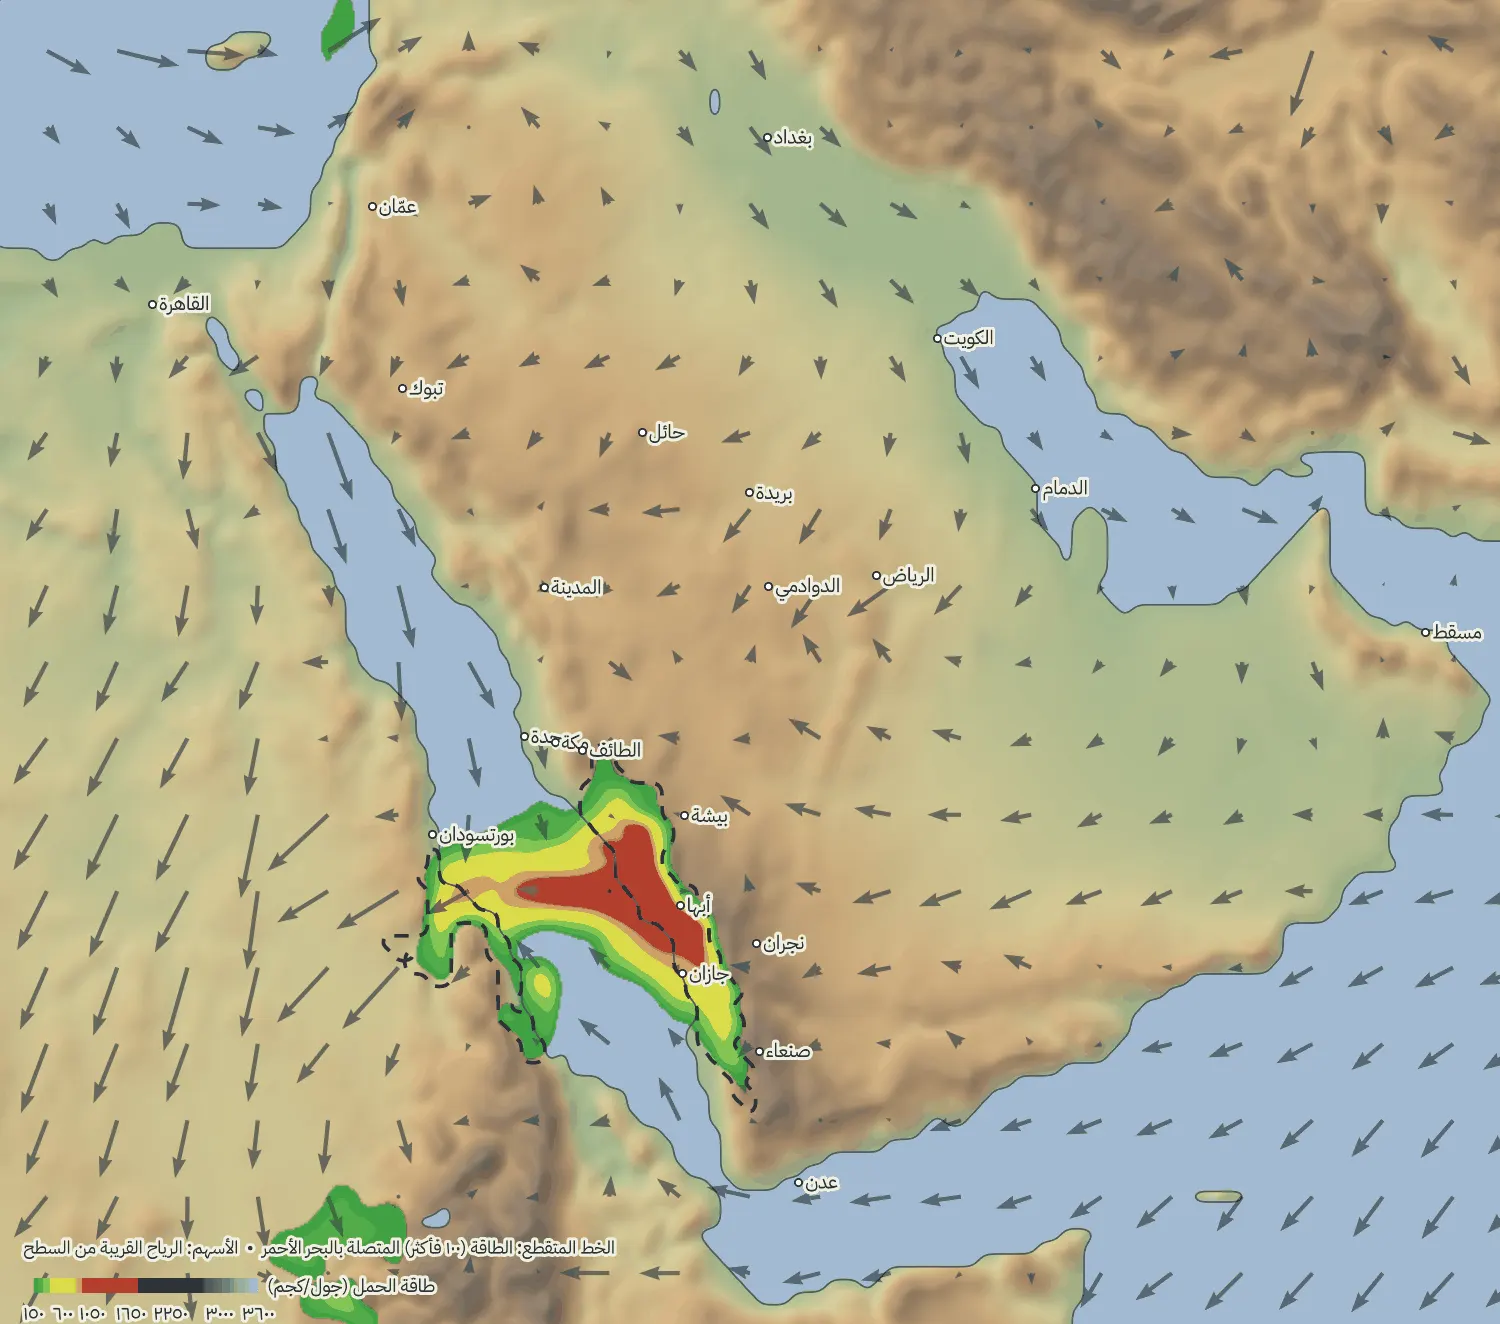 بغداد
عمّان
القاهرة
الكويت
تبوك
حائل
الدمام
بريدة
الرياض
الدوادمي
المدينة
مسقط
جدة
مكة
الطائف
بيشة
بورتسودان
أبها
نجران
جازان
صنعاء
عدن
الخط المتقطع: الطاقة (١٠٠ فأكثر) المتصلة بالبحر الأحمر • الأسهم: الرياح القريبة من السطح
طاقة الحمل (جول/كجم)
١٥٠ ٦٠٠ ١٠٥٠ ١٦٥٠ ٢٢٥٠ ٣٠٠٠ ٣٦٠٠